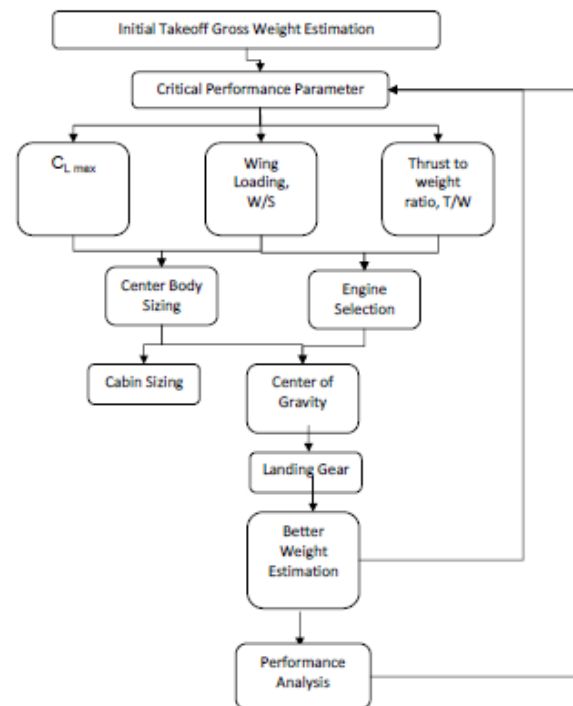 Initial Takeoff Gross Weight Estimation
Critical Performance Parameter
CL max
Wing
Loading,
W/S
Thrust to
weight
ratio, T/W
Center Body
Sizing
Engine
Selection
Cabin Sizing
Center of
Gravity
Landing Gear
Better
Weight
Estimation
Performance
Analysis